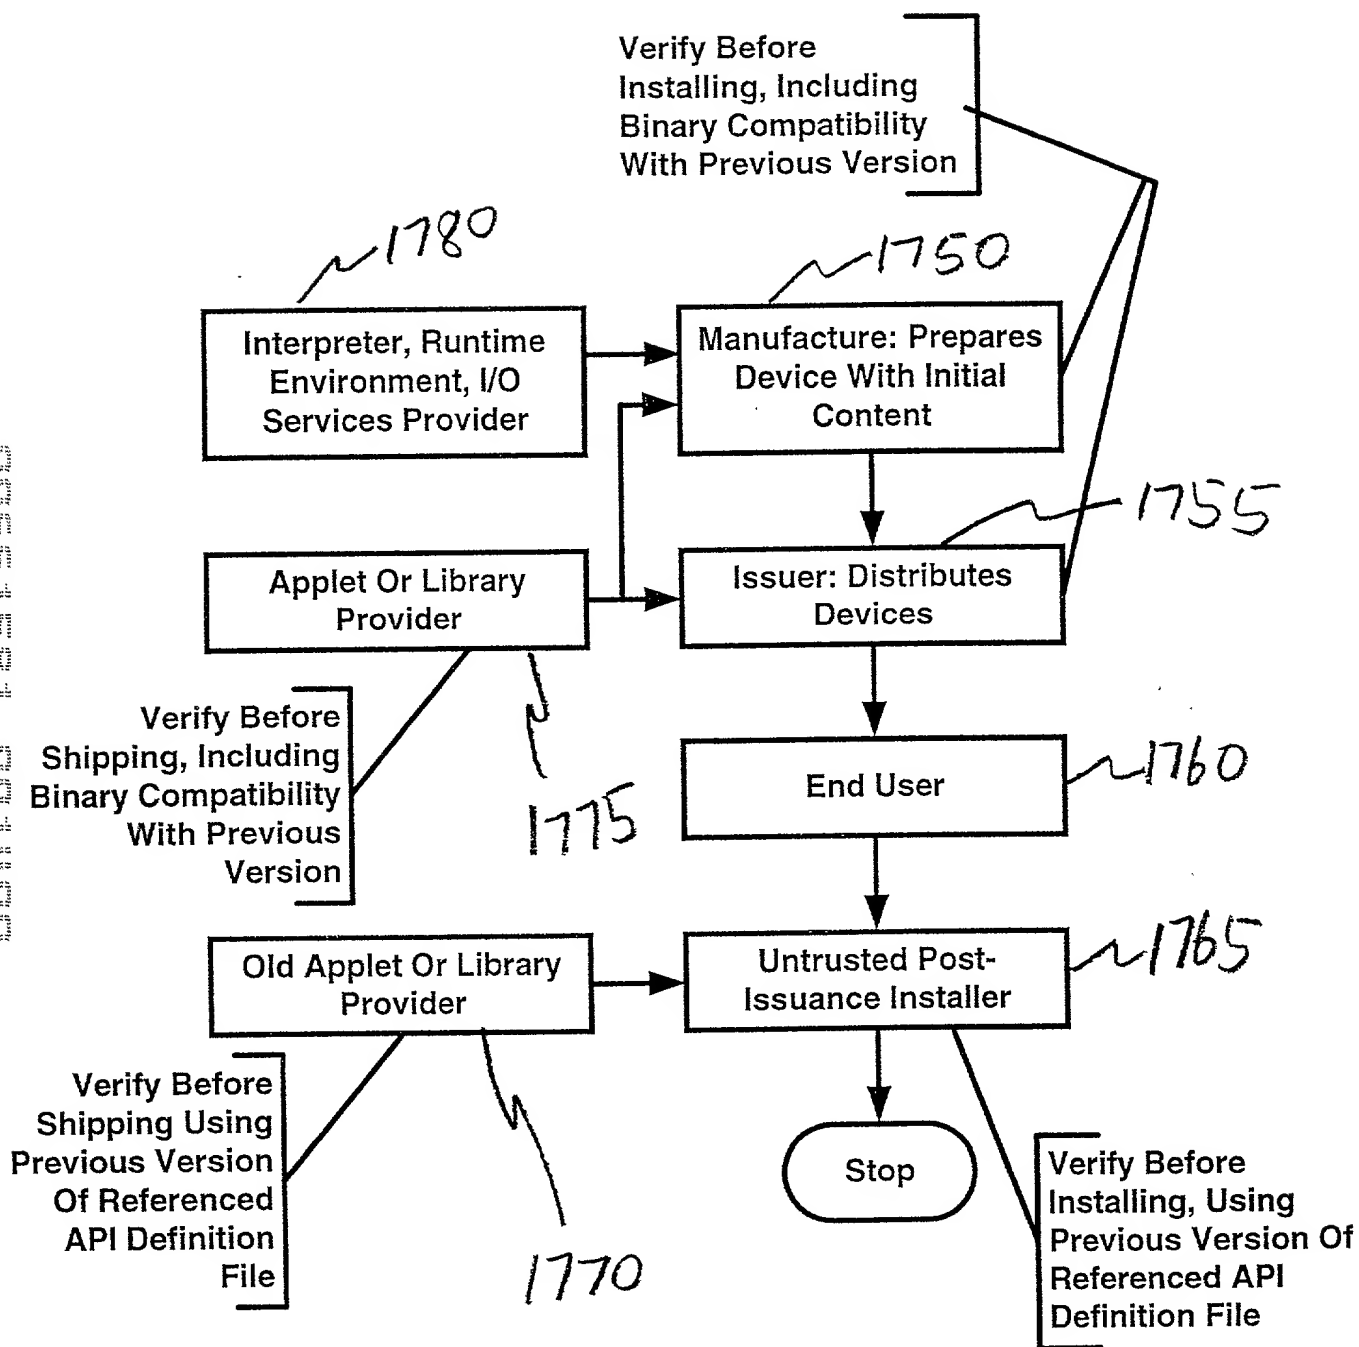 Verify Before
Installing, Including
Binary Compatibility
With Previous Version
1780
1750
Interpreter, Runtime
Environment, I/O
Services Provider
Manufacture: Prepares
Device With Initial
Content
1755
Applet Or Library
Provider
Issuer: Distributes
Devices
Verify Before
Shipping, Including
Binary Compatibility
With Previous
Version
1775
End User
1760
Old Applet Or Library
Provider
Untrusted Post-
Issuance Installer
1765
Verify Before
Shipping Using
Previous Version
Of Referenced
API Definition
File
1770
Stop
Verify Before
Installing, Using
Previous Version Of
Referenced API
Definition File